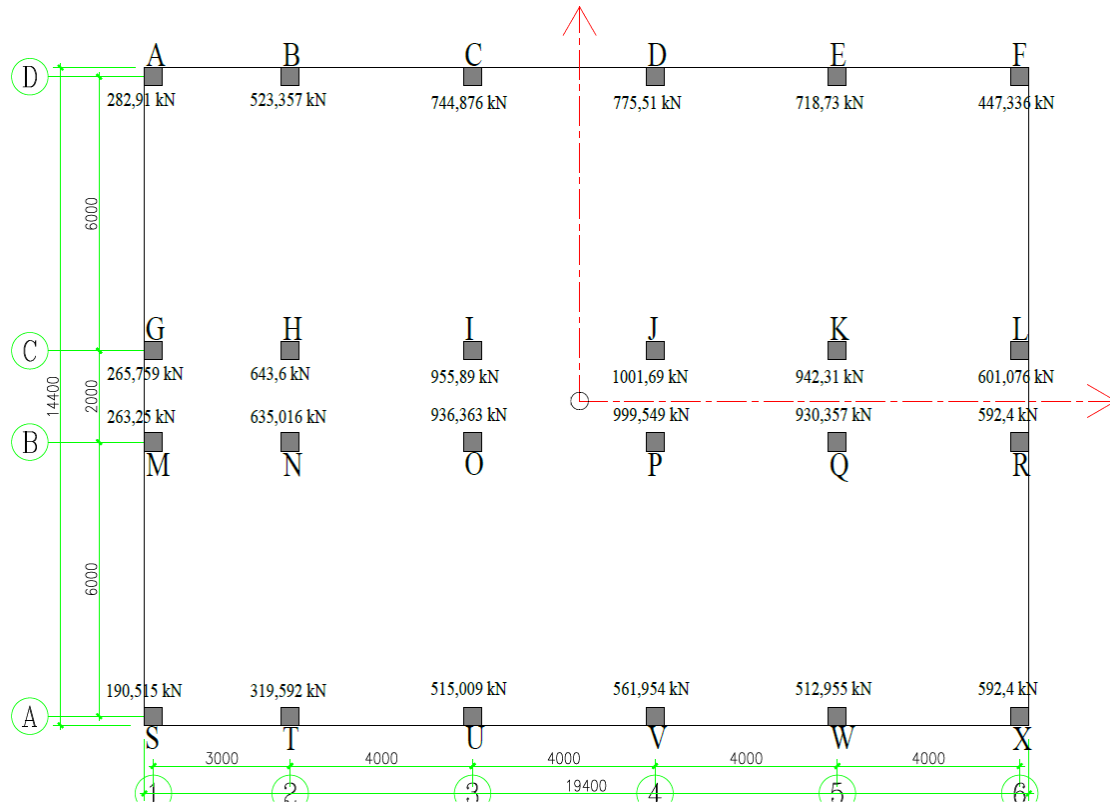 A B C D E F
D
282,91 kN 523,357 kN 744,876 kN 775,51 kN 718,73 kN 447,336 kN
6000
G H I J K L
C
265,759 kN 643,6 kN 955,89 kN 1001,69 kN 942,31 kN 601,076 kN
14400
2000
263,25 kN 635,016 kN 936,363 kN 999,549 kN 930,357 kN 592,4 kN
B
M N O P Q R
6000
190,515 kN 319,592 kN 515,009 kN 561,954 kN 512,955 kN 592,4 kN
A
S T U V W X
3000 4000 4000 4000 4000
19400
1 2 3 4 5 6